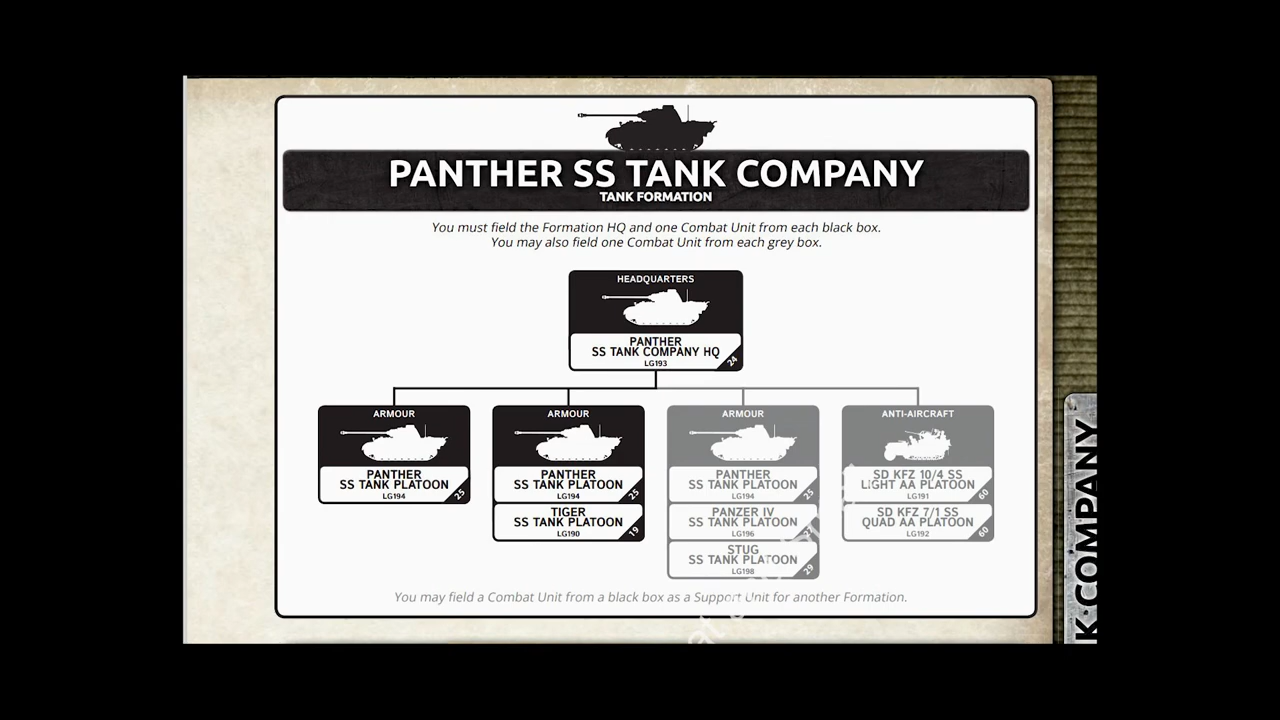 PANTHER SS TANK COMPANY
TANK FORMATION
You must field the Formation HQ and one Combat Unit from each black box.
You may also field one Combat Unit from each grey box.
HEADQUARTERS
PANTHER
SS TANK COMPANY HQ
LG193
24
ARMOUR
PANTHER
SS TANK PLATOON
LG194
25
ARMOUR
PANTHER
SS TANK PLATOON
LG194
25
TIGER
SS TANK PLATOON
LG190
19
ARMOUR
PANTHER
SS TANK PLATOON
LG194
25
PANZER IV
SS TANK PLATOON
LG196
STUG
SS TANK PLATOON
LG198
29
ANTI-AIRCRAFT
SD KFZ 10/4 SS
LIGHT AA PLATOON
LG191
60
SD KFZ 7/1 SS
QUAD AA PLATOON
LG192
60
You may field a Combat Unit from a black box as a Support Unit for another Formation.
K·COMPANY